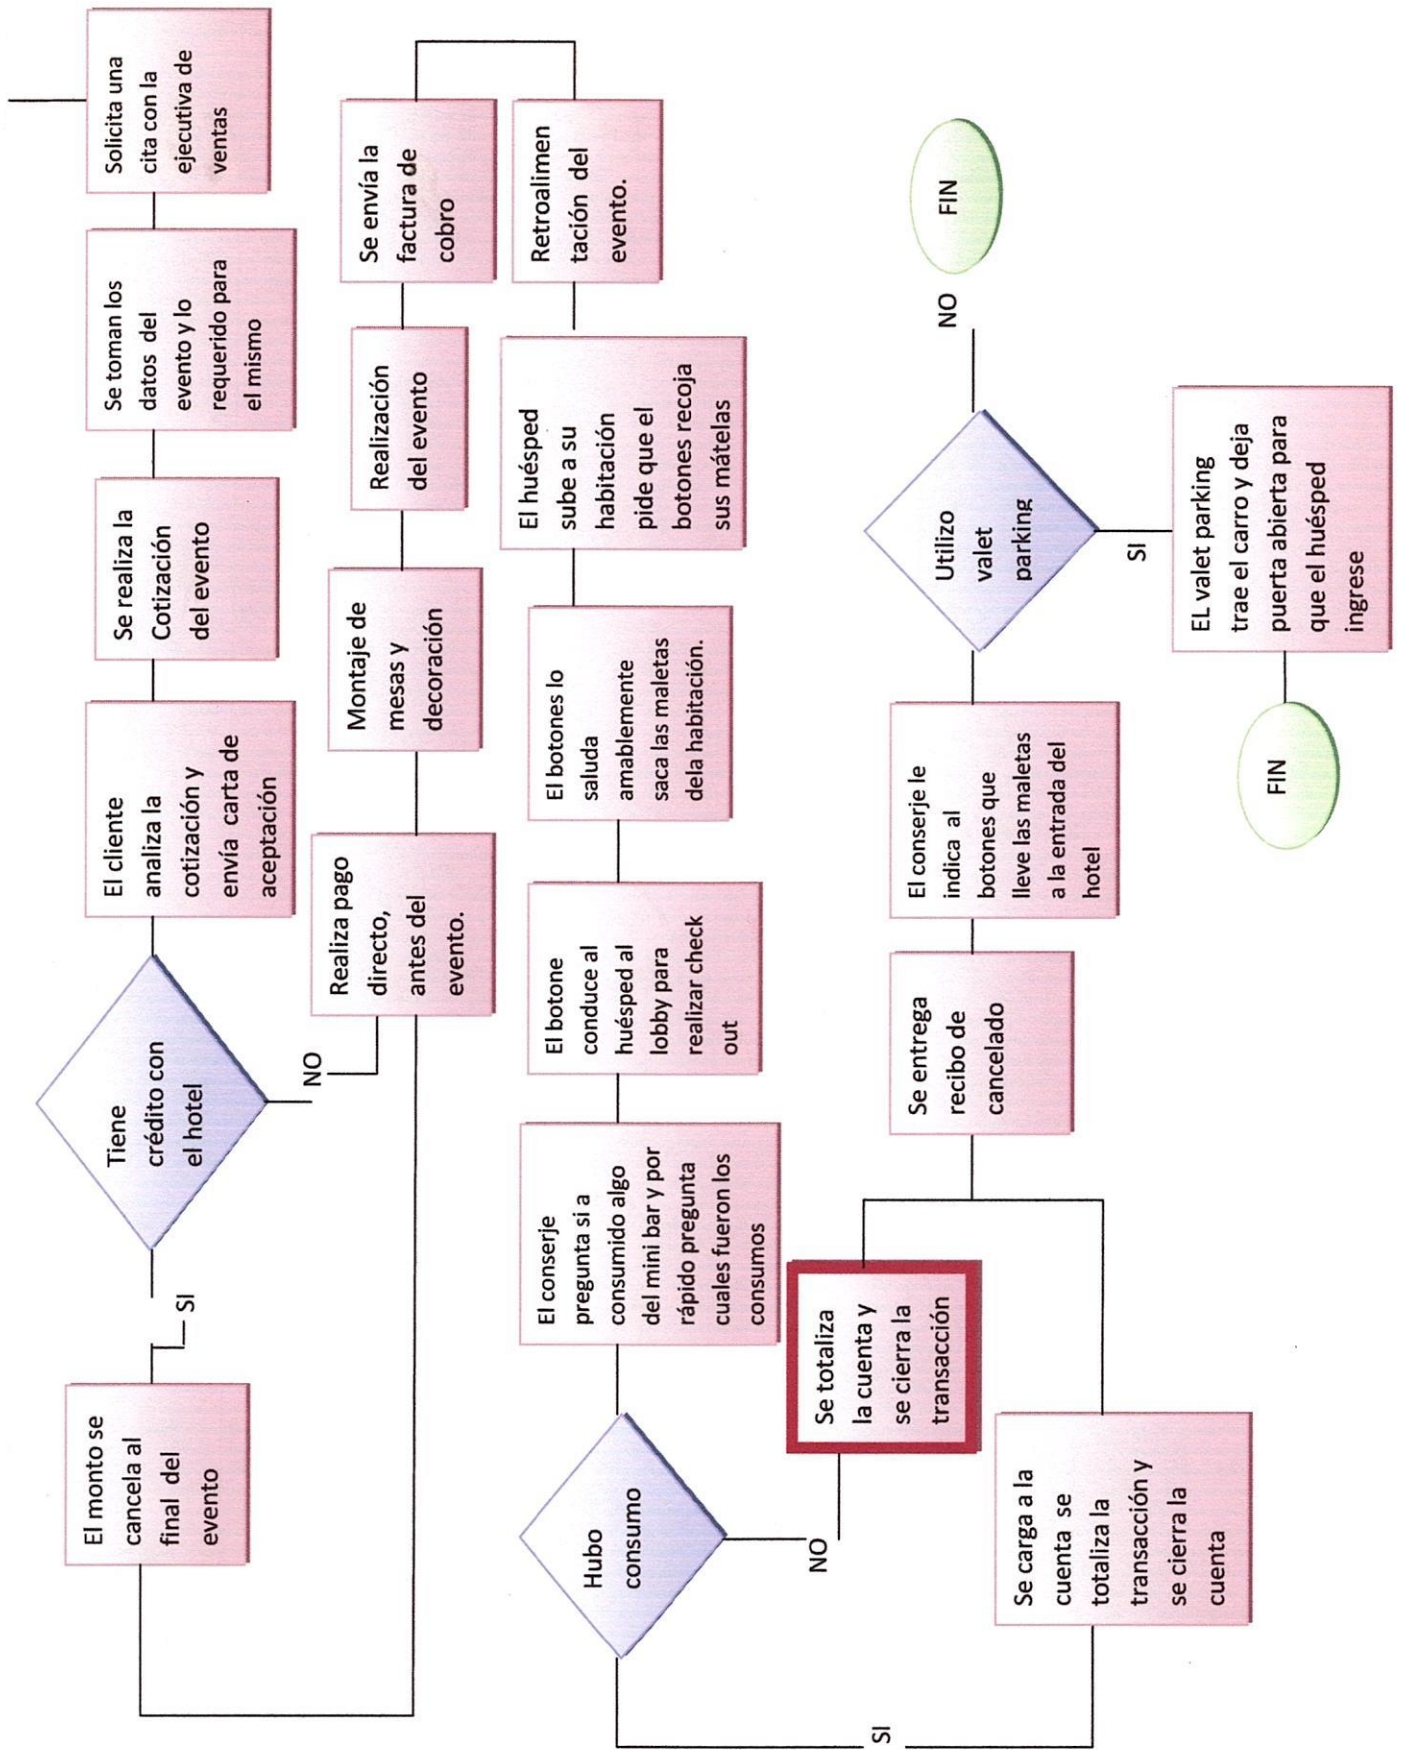 Solicita una
cita con la
ejecutiva de
ventas
Se toman los
datos del
evento y lo
requerido para
el mismo
Se realiza la
Cotización
del evento
El cliente
analiza la
cotización y
envía carta de
aceptación
Tiene
crédito con
el hotel
SI
El monto se
cancela al
final del
evento
NO
Realiza pago
directo,
antes del
evento.
Montaje de
mesas y
decoración
Realización
del evento
Se envía la
factura de
cobro
Retroalimen
tación del
evento.
El huésped
sube a su
habitación
pide que el
botones recoja
sus mátelas
El botones lo
saluda
amablemente
saca las maletas
dela habitación.
El botone
conduce al
huésped al
lobby para
realizar check
out
El conserje
pregunta si a
consumido algo
del mini bar y por
rápido pregunta
cuales fueron los
consumos
Hubo
consumo
NO
Se totaliza
la cuenta y
se cierra la
transacción
SI
Se carga a la
cuenta se
totaliza la
transacción y
se cierra la
cuenta
Se entrega
recibo de
cancelado
El conserje le
indica al
botones que
lleve las maletas
a la entrada del
hotel
Utilizo
valet
parking
NO
FIN
SI
EL valet parking
trae el carro y deja
puerta abierta para
que el huésped
ingrese
FIN